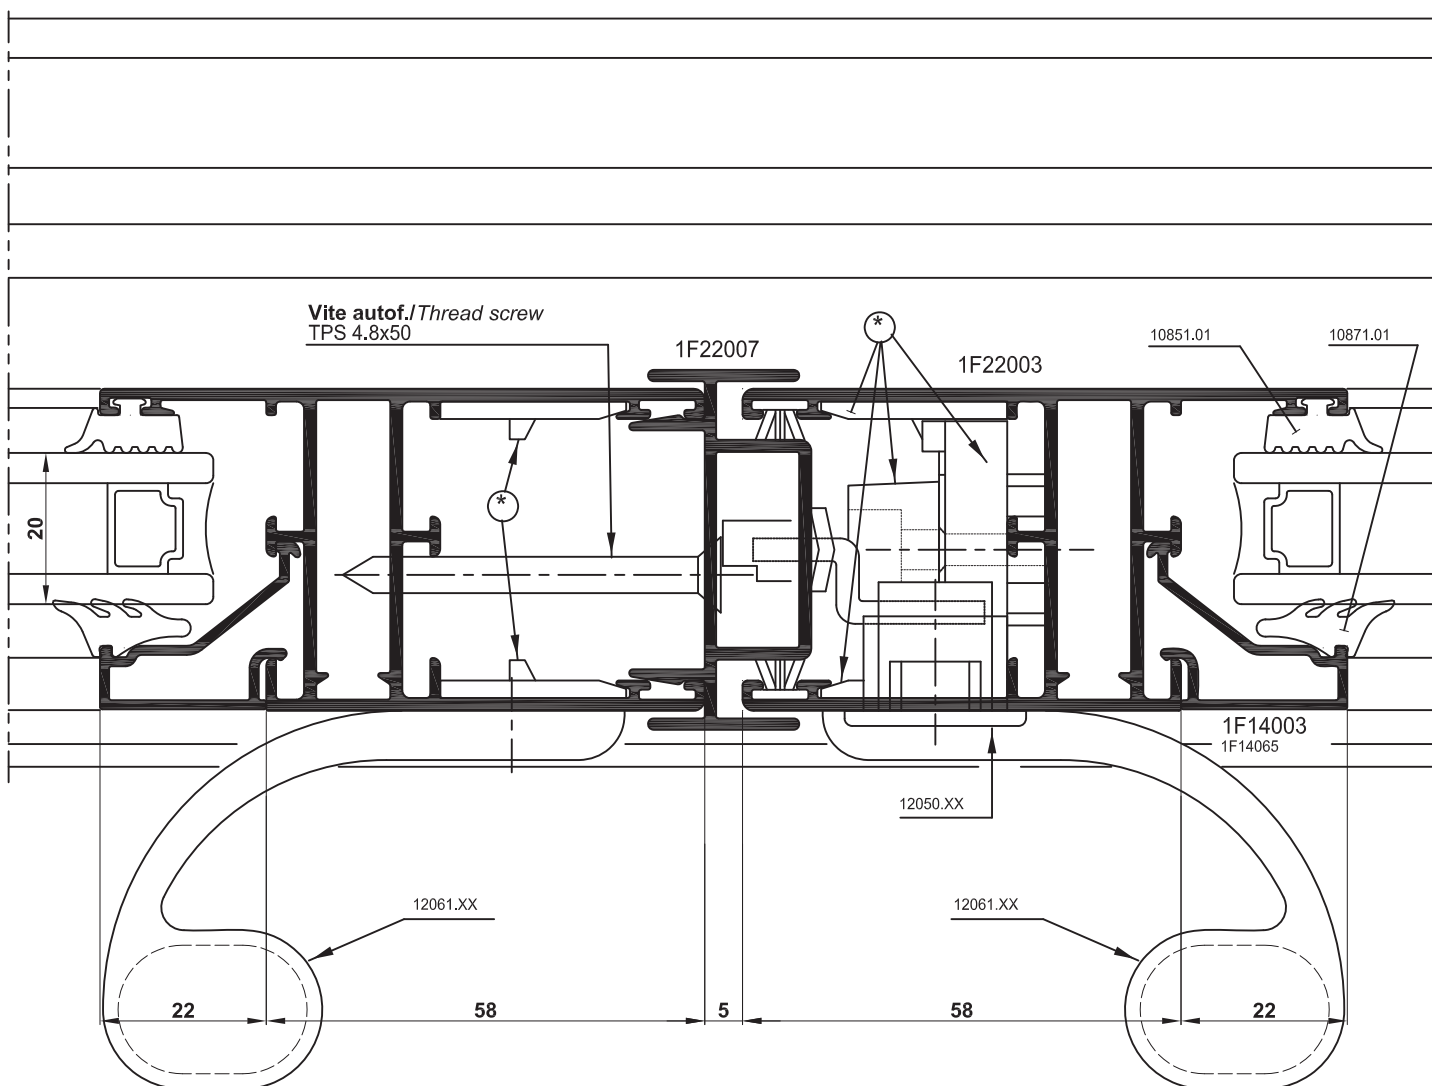 Vite autof./Thread screw
TPS 4.8x50
1F22007
*
1F22003
10851.01
10871.01
20
*
1F14003
1F14065
12050.XX
12061.XX
12061.XX
22
58
5
58
22